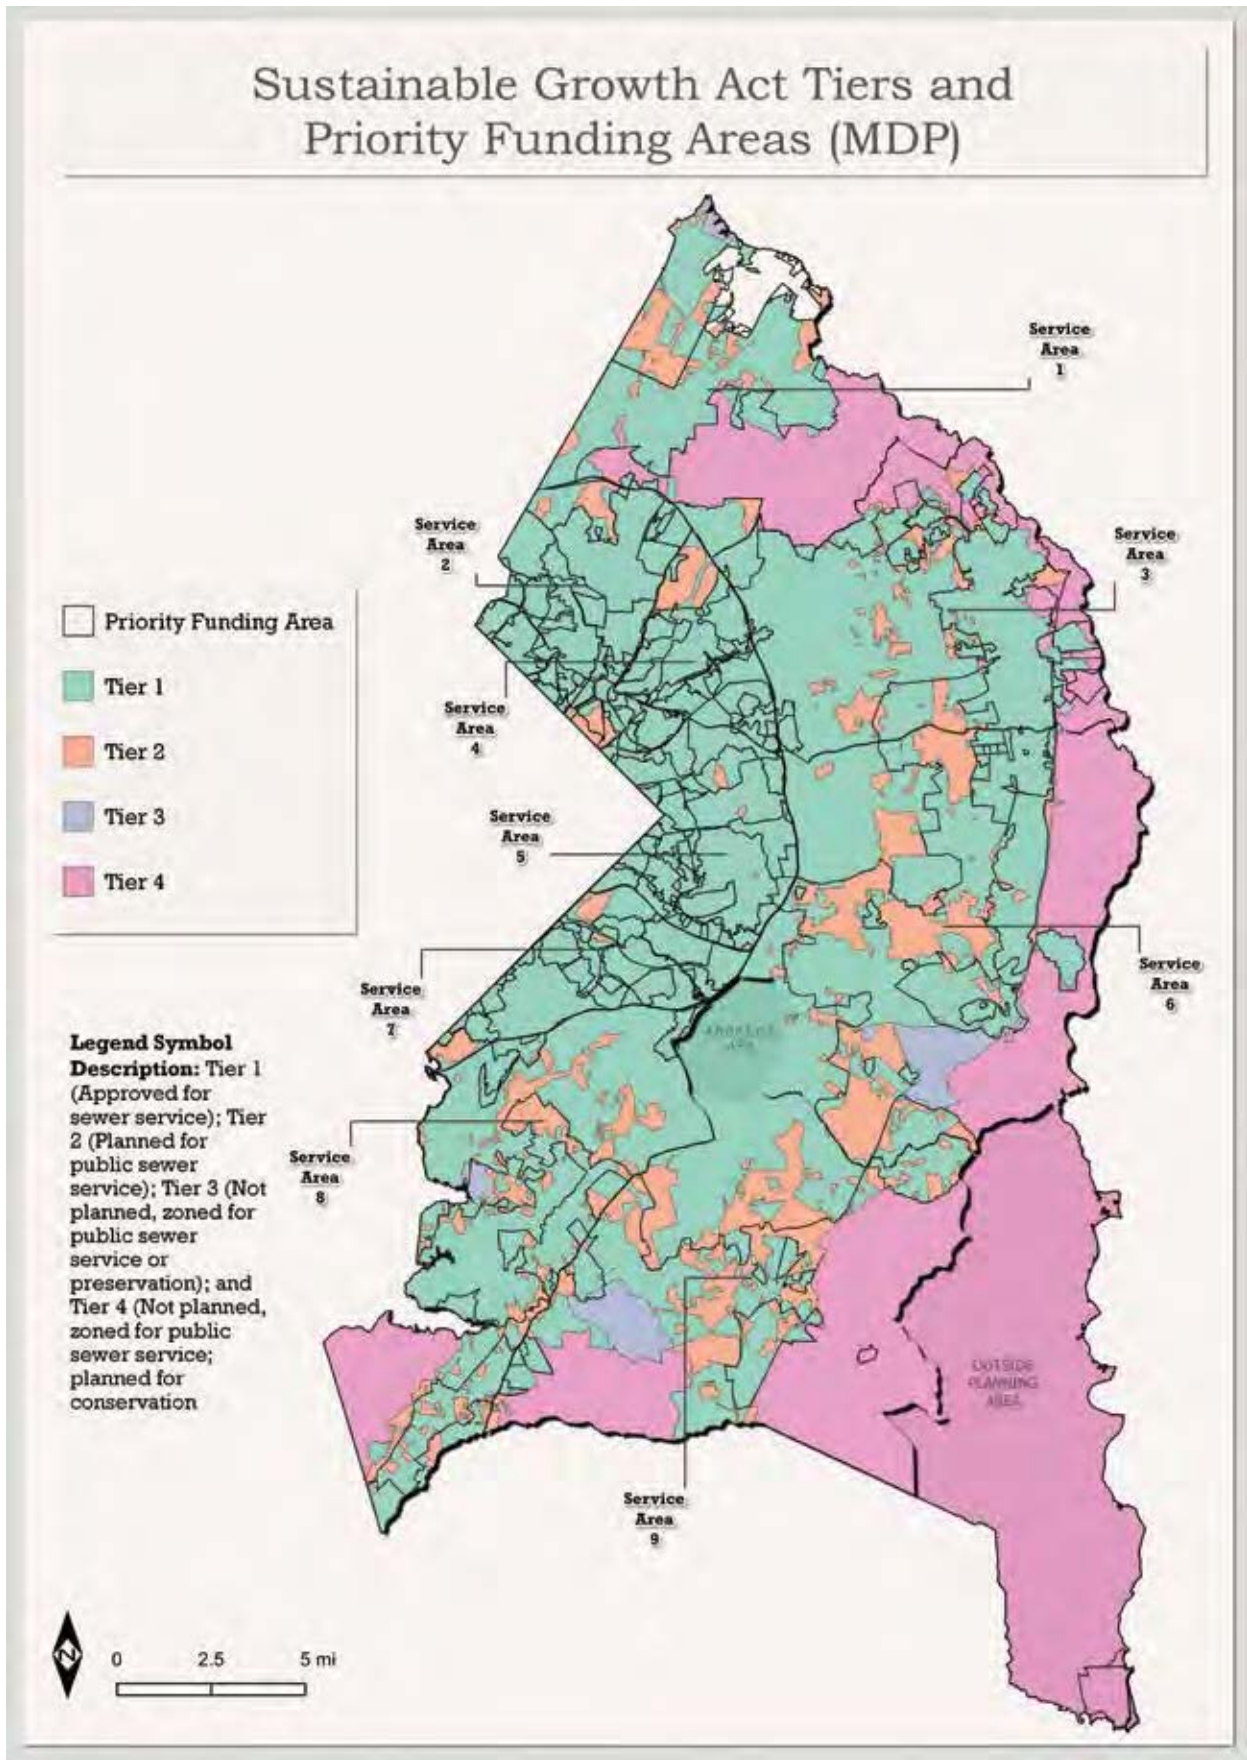 Sustainable Growth Act Tiers and
Priority Funding Areas (MDP)
Service
Area
1
Service
Area
2
Service
Area
3
Priority Funding Area
Tier 1
Tier 2
Tier 3
Tier 4
Service
Area
4
Service
Area
5
Service
Area
6
Service
Area
7
Legend Symbol
Description: Tier 1
(Approved for
sewer service); Tier
2 (Planned for
public sewer
service); Tier 3 (Not
planned, zoned for
public sewer
service or
preservation); and
Tier 4 (Not planned,
zoned for public
sewer service;
planned for
conservation
Service
Area
8
OUTSIDE
PLANNING
AREA
Service
Area
9
N
0 2.5 5 mi